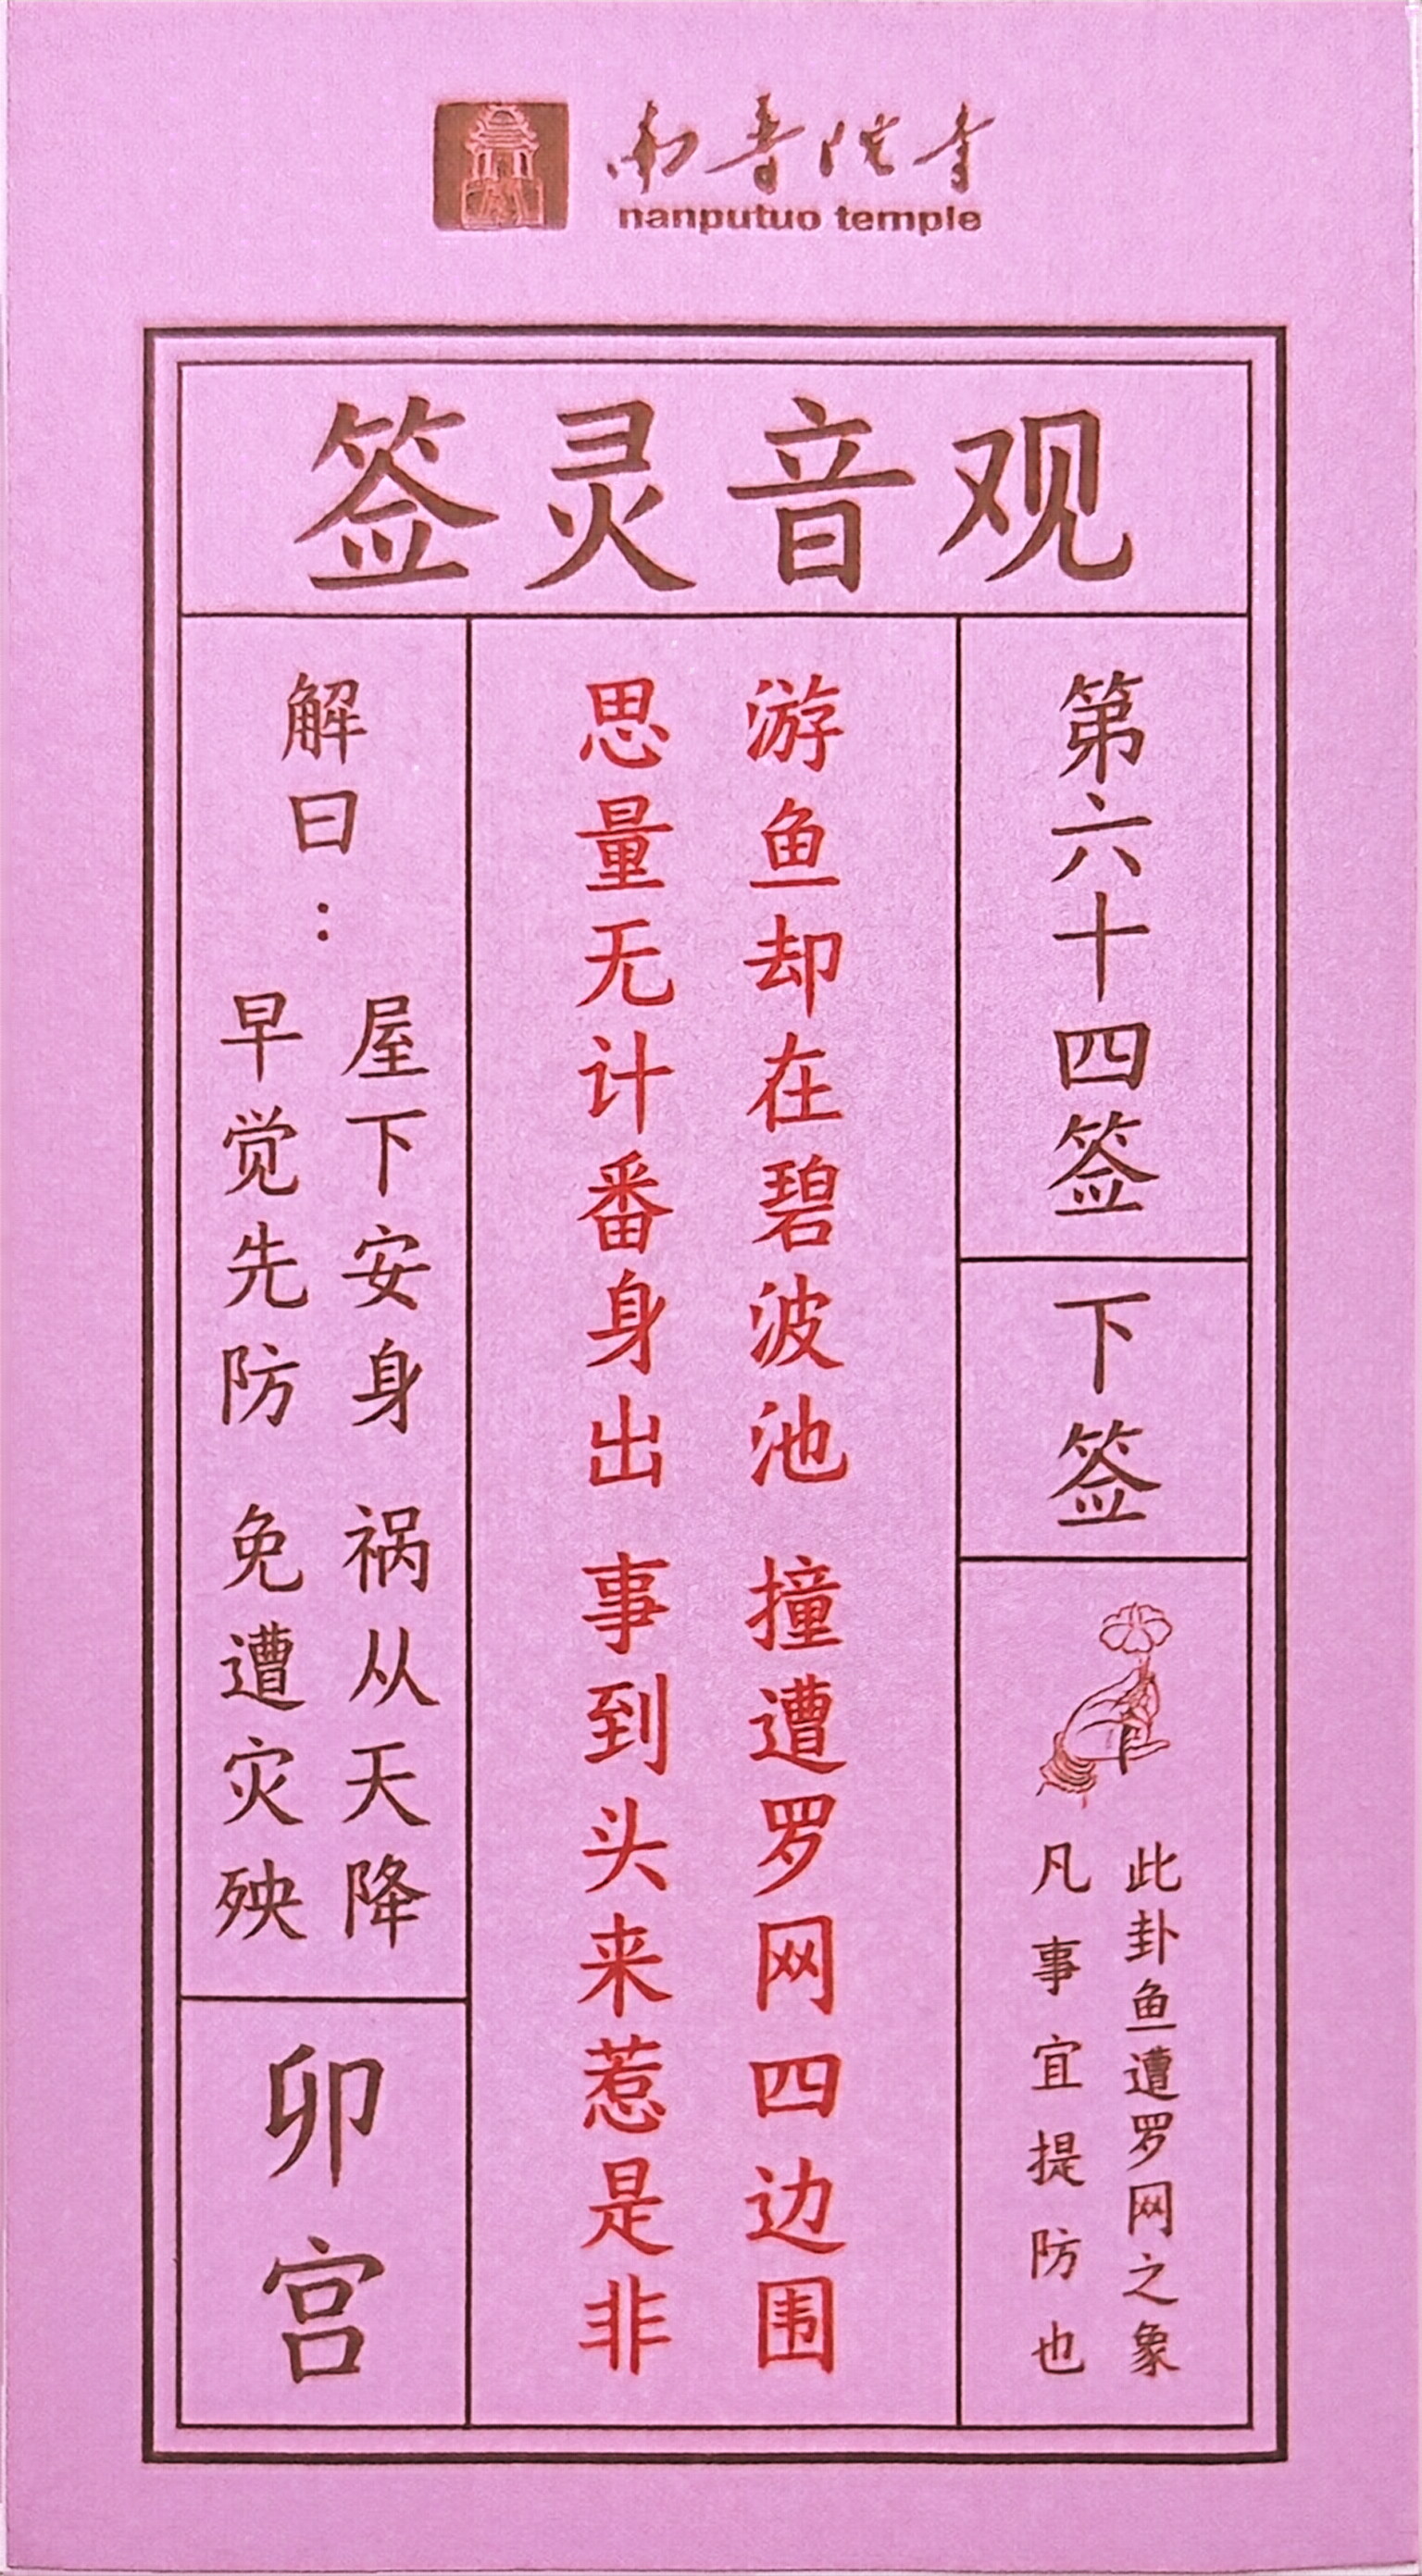 南普陀寺
nanputuo temple
观音灵签
第六十四签
下签
此卦鱼遭罗网之象
凡事宜提防也
游鱼却在碧波池 撞遭罗网四边围
思量无计番身出 事到头来惹是非
解曰：
屋下安身 祸从天降
早觉先防 免遭灾殃
卯宫